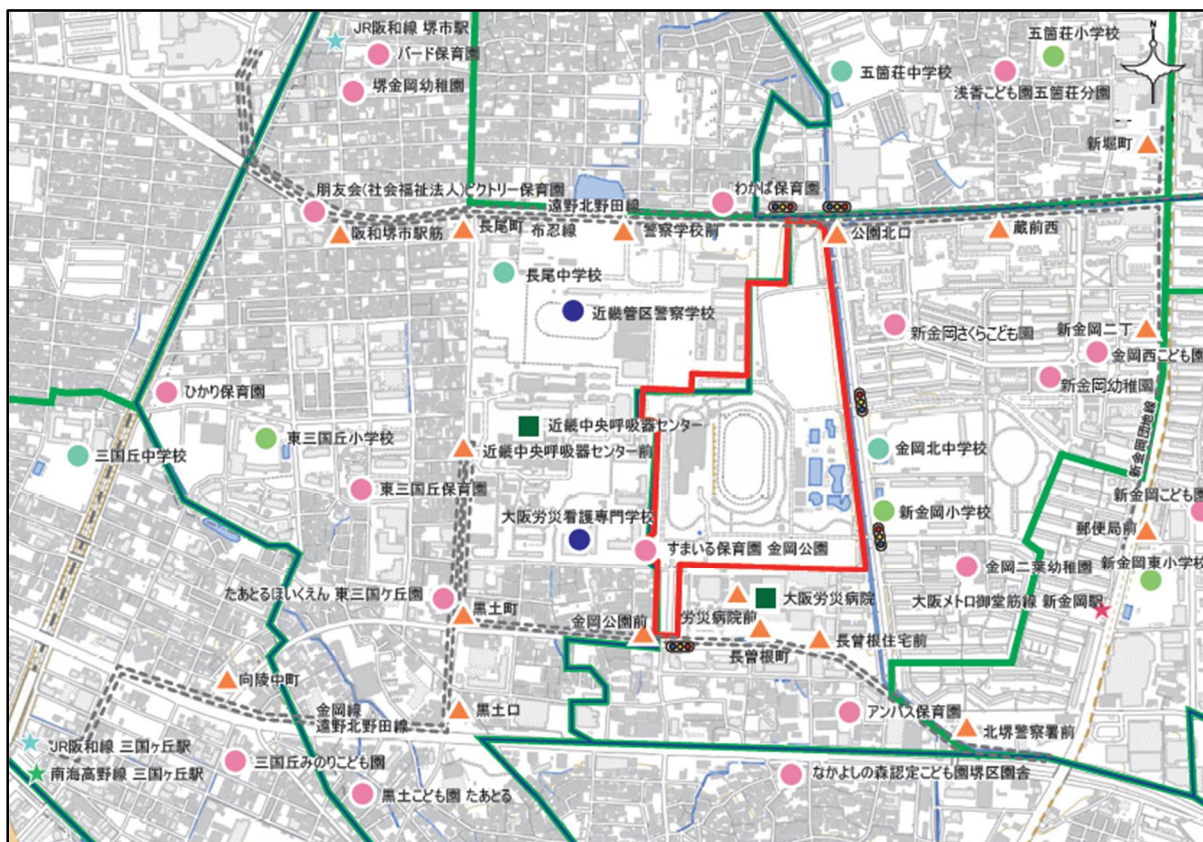 JR阪和線 堺市駅
バード保育園
堺金岡幼稚園
五箇荘小学校
五箇荘中学校
浅香こども園五箇荘分園
N
新堀町
朋友会(社会福祉法人)ビクトリー保育園
わかば保育園
遠野北野田線
阪和堺市駅筋
長尾町
布忍線
警察学校前
公園北口
蔵前西
長尾中学校
近畿管区警察学校
新金岡さくらこども園
新金岡二丁
金岡西こども園
新金岡幼稚園
ひかり保育園
新金岡団地線
東三国丘小学校
近畿中央呼吸器センター
近畿中央呼吸器センター前
三国丘中学校
金岡北中学校
東三国丘保育園
新金岡こども園
大阪労災看護専門学校
新金岡小学校
郵便局前
すまいる保育園 金岡公園
金岡二葉幼稚園
新金岡東小学校
たあとるほいくえん 東三国ケ丘園
大阪労災病院
大阪メトロ御堂筋線 新金岡駅
黒土町
金岡公園前
労災病院前
長曽根住宅前
長曽根町
向陵中町
金岡線
黒土口
アンパス保育園
遠野北野田線
北堺警察署前
JR阪和線 三国ヶ丘駅
三国丘みのりこども園
南海高野線 三国ヶ丘駅
なかよしの森認定こども園堺区園舎
黒土こども園 たあとる